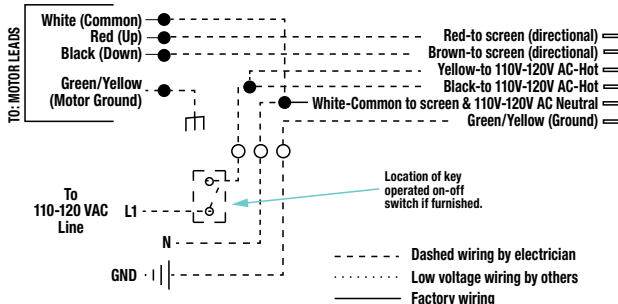 TO: MOTOR LEADS
White (Common)
Red (Up)
Black (Down)
Green/Yellow
(Motor Ground)
Red-to screen (directional)
Brown-to screen (directional)
Yellow-to 110V-120V AC-Hot
Black-to 110V-120V AC-Hot
White-Common to screen & 110V-120V AC Neutral
Green/Yellow (Ground)
Location of key
operated on-off
switch if furnished.
To
110-120 VAC
Line
L1
N
GND
Dashed wiring by electrician
Low voltage wiring by others
Factory wiring